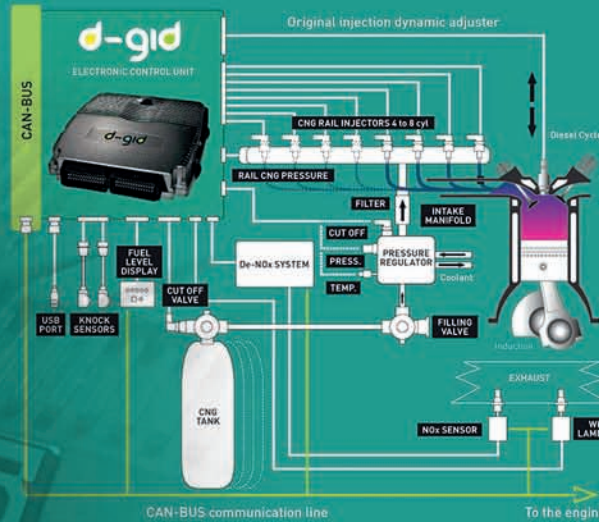 d-gid
Original injection dynamic adjuster
ELECTRONIC CONTROL UNIT
CAN-BUS
d-gid
CNG RAIL INJECTORS 4 to 8 cyl
Diesel Cycle
RAIL CNG PRESSURE
FILTER
INTAKE
MANIFOLD
CUT OFF
PRESS.
TEMP.
PRESSURE
REGULATOR
Coolant
De-NOx SYSTEM
FUEL
LEVEL
DISPLAY
CUT OFF
VALVE
USB
PORT
KNOCK
SENSORS
FILLING
VALVE
Induction
EXHAUST
CNG
TANK
NOx SENSOR
LAM
CAN-BUS communication line
To the engin